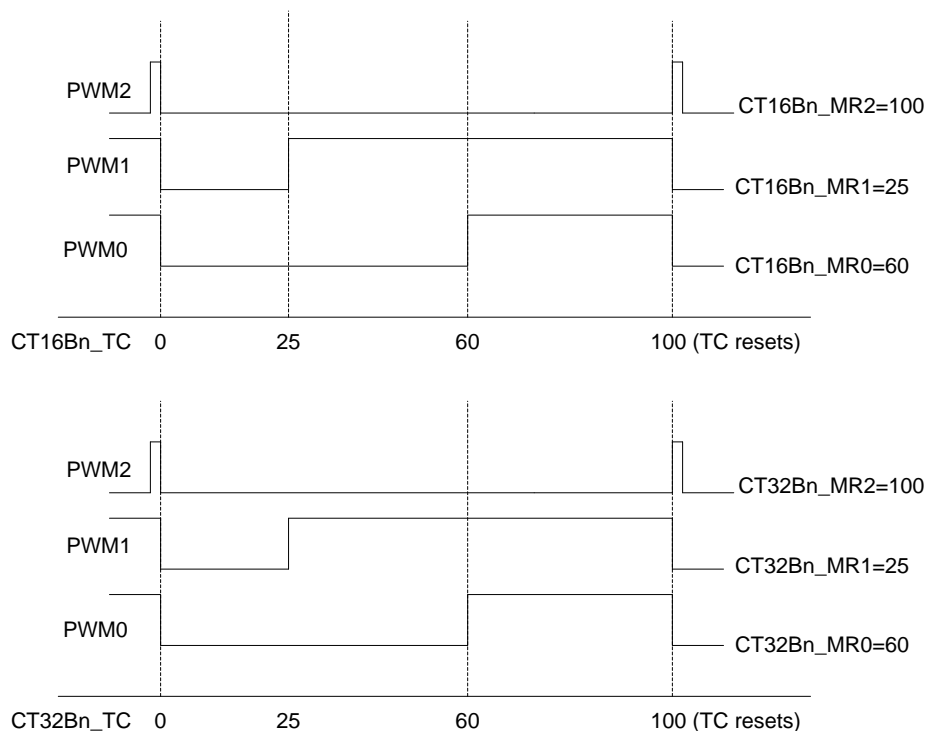 PWM2
CT16Bn_MR2=100
PWM1
CT16Bn_MR1=25
PWM0
CT16Bn_MR0=60
CT16Bn_TC 0 25 60 100 (TC resets)
PWM2
CT32Bn_MR2=100
PWM1
CT32Bn_MR1=25
PWM0
CT32Bn_MR0=60
CT32Bn_TC 0 25 60 100 (TC resets)